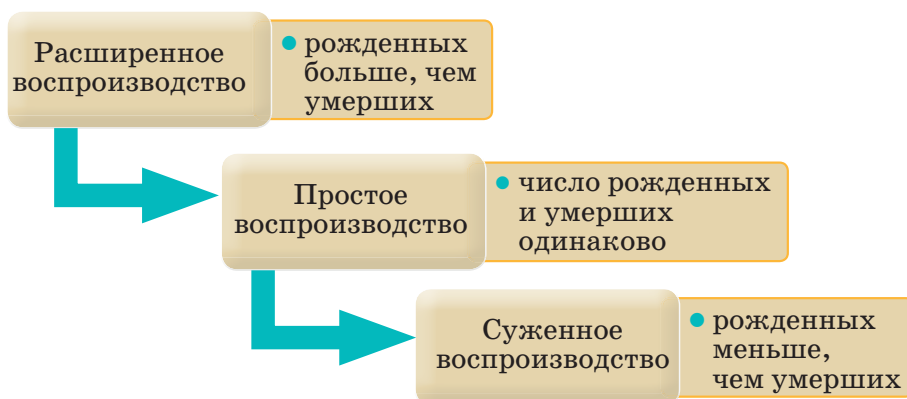 Расширенное
воспроизводство
• рожденных
больше, чем
умерших
Простое
воспроизводство
• число рожденных
и умерших
одинаково
Суженное
воспроизводство
• рожденных
меньше,
чем умерших